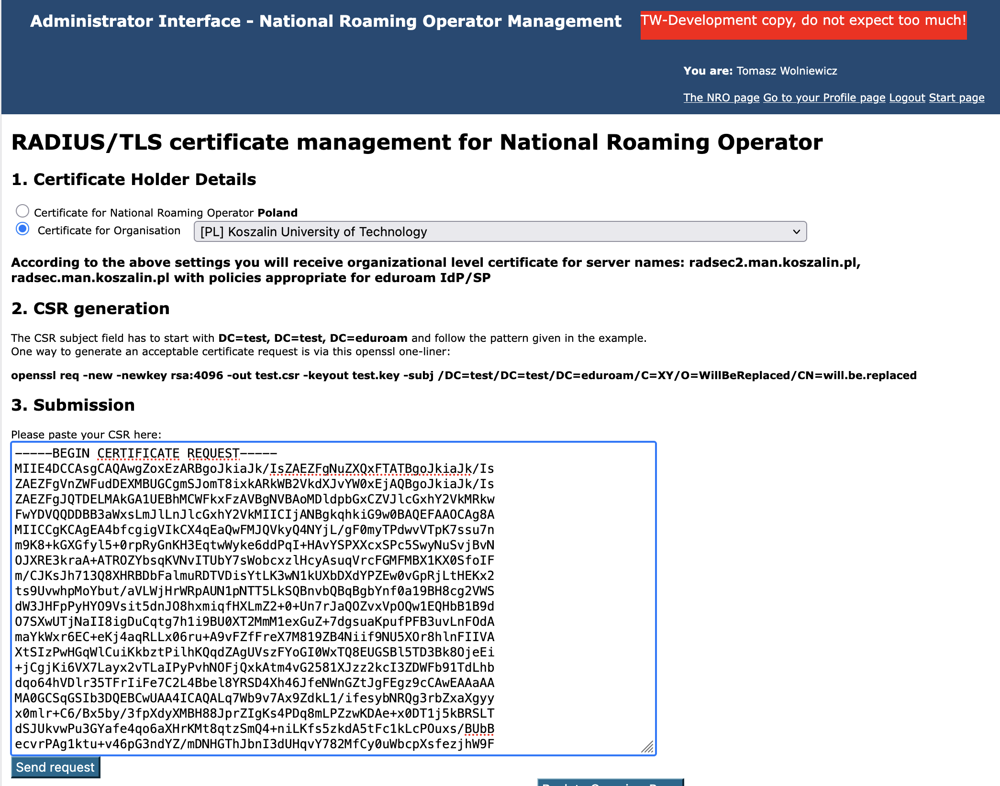 Administrator Interface - National Roaming Operator Management
TW-Development copy, do not expect too much!
You are: Tomasz Wolniewicz
The NRO page Go to your Profile page Logout Start page
RADIUS/TLS certificate management for National Roaming Operator
1. Certificate Holder Details
Certificate for National Roaming Operator Poland
Certificate for Organisation [PL] Koszalin University of Technology
According to the above settings you will receive organizational level certificate for server names: radsec2.man.koszalin.pl,
radsec.man.koszalin.pl with policies appropriate for eduroam IdP/SP
2. CSR generation
The CSR subject field has to start with DC=test, DC=test, DC=eduroam and follow the pattern given in the example.
One way to generate an acceptable certificate request is via this openssl one-liner:
openssl req -new -newkey rsa:4096 -out test.csr -keyout test.key -subj /DC=test/DC=test/DC=eduroam/C=XY/O=WillBeReplaced/CN=will.be.replaced
3. Submission
Please paste your CSR here:
-----BEGIN CERTIFICATE REQUEST-----
MIIE4DCCAsgCAQAwgZoxEzARBgoJkiaJk/IsZAEZFgNuZXQxFTATBgoJkiaJk/Is
ZAEZFgVnZWFudDEXMBUGCgmSJomT8ixkARkWB2VkdXJvYW0xEjAQBgoJkiaJk/Is
ZAEZFgJQTDELMAkGA1UEBhMCWFkxFzAVBgNVBAoMDldpbGxCZVJlcGxhY2VkMRkw
FwYDVQQDDBB3aWxsLmJlLnJlcGxhY2VkMIICIjANBgkqhkiG9w0BAQEFAAOCAg8A
MIICCgKCAgEA4bfcgigVIkCX4qEaQwFMJQVkyQ4NYjL/gF0myTPdwvVTpK7ssu7n
m9K8+kGXGfyl5+0rpRyGnKH3EqtwWyke6ddPqI+HAvYSPXXcxSPc5SwyNuSvjBvN
OJXRE3kraA+ATROZYbsqKVNvITUbY7sWobcxzlHcyAsuqVrcFGMFMBX1KX0SfoIF
m/CJKsJh713Q8XHRBDbFalmuRDTVDisYtLK3wN1kUXbDXdYPZEw0vGpRjLtHEKx2
ts9UvwhpMoYbut/aVLWjHrWRpAUN1pNTT5LkSQBnvbQBqBgbYnf0a19BH8cg2VWS
dW3JHFpPyHYO9Vsit5dnJO8hxmiqfHXLmZ2+0+Un7rJaQOZvxVpOQw1EQHbB1B9d
O7SXwUTjNaII8igDuCqtg7h1i9BU0XT2MmM1exGuZ+7dgsuaKpufPFB3uvLnFOdA
maYkWxr6EC+eKj4aqRLLx06ru+A9vFZfFreX7M819ZB4Niif9NU5XOr8hlnFIIVA
XtSIzPwHGqWlCuiKkbztPilhKQqdZAgUVszFYoGI0WxTQ8EUGSBl5TD3Bk8OjeEi
+jCgjKi6VX7Layx2vTLaIPyPvhNOFjQxkAtm4vG2581XJzz2kcI3ZDWFb91TdLhb
dqo64hVDlr35TFrIiFe7C2L4Bbel8YRSD4Xh46JfeNWnGZtJgFEgz9cCAwEAAaAA
MA0GCSqGSIb3DQEBCwUAA4ICAQALq7Wb9v7Ax9ZdkL1/ifesybNRQg3rbZxaXgyy
x0mlr+C6/Bx5by/3fpXdyXMBH88JprZIgKs4PDq8mLPZzwKDAe+x0DT1j5kBRSLT
dSJUkvwPu3GYafe4qo6aXHrKMt8qtzSmQ4+niLKfs5zkdA5tFc1kLcPOuxs/BUbB
ecvrPAg1ktu+v46pG3ndYZ/mDNHGThJbnI3dUHqvY782MfCy0uWbcpXsfezjhW9F
Send request